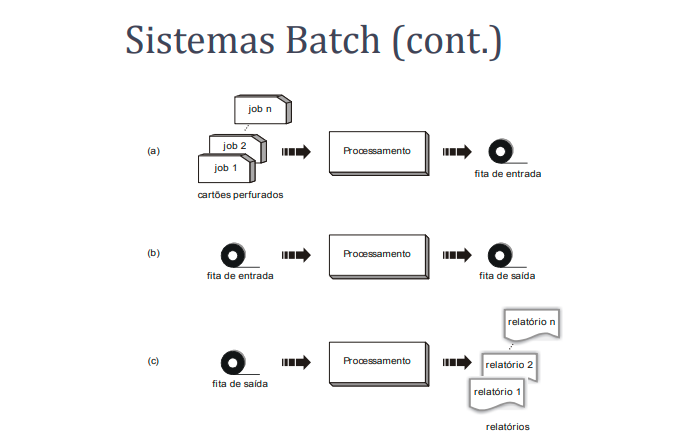 Sistemas Batch (cont.)
job n
job 2
job 1
cartões perfurados
(a)
Processamento
fita de entrada
(b)
fita de entrada
Processamento
fita de saída
(c)
fita de saída
Processamento
relatório n
relatório 2
relatório 1
relatórios